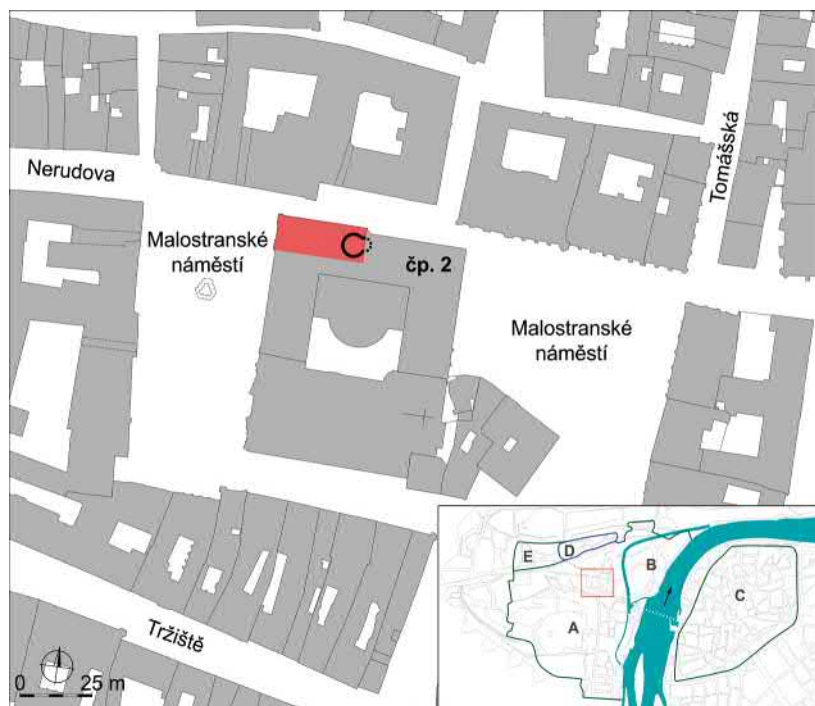 Nerudova
Tomášská
Malostranské
náměstí
čp. 2
Malostranské
náměstí
Tržiště
0 25 m
E
D
B
A
C